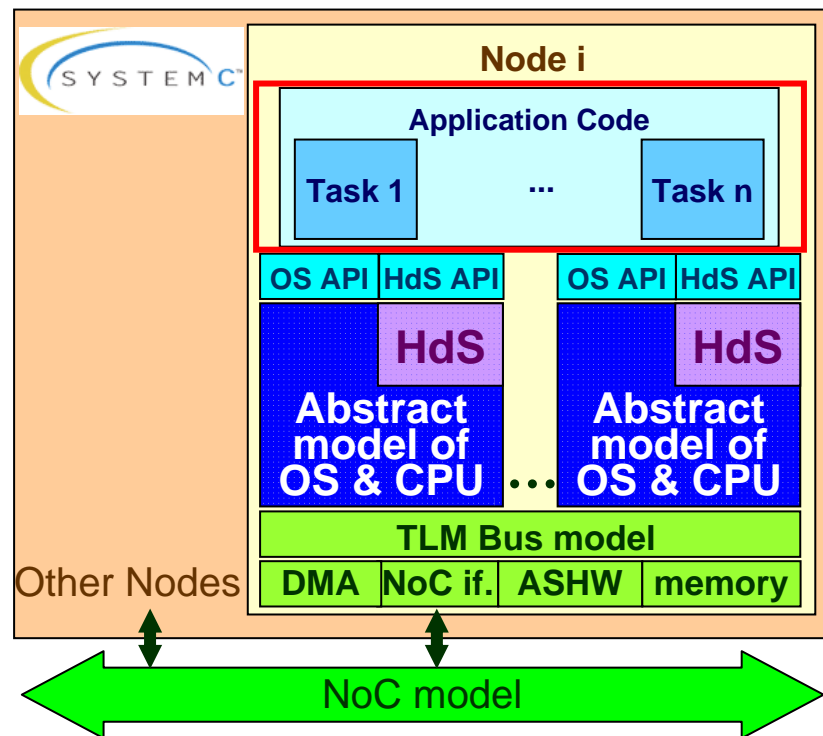 SYSTEMC™
Node i
Application Code
Task 1
...
Task n
OS API
HdS API
OS API
HdS API
HdS
HdS
Abstract
model of
OS & CPU
...
Abstract
model of
OS & CPU
TLM Bus model
Other Nodes
DMA
NoC if.
ASHW
memory
NoC model